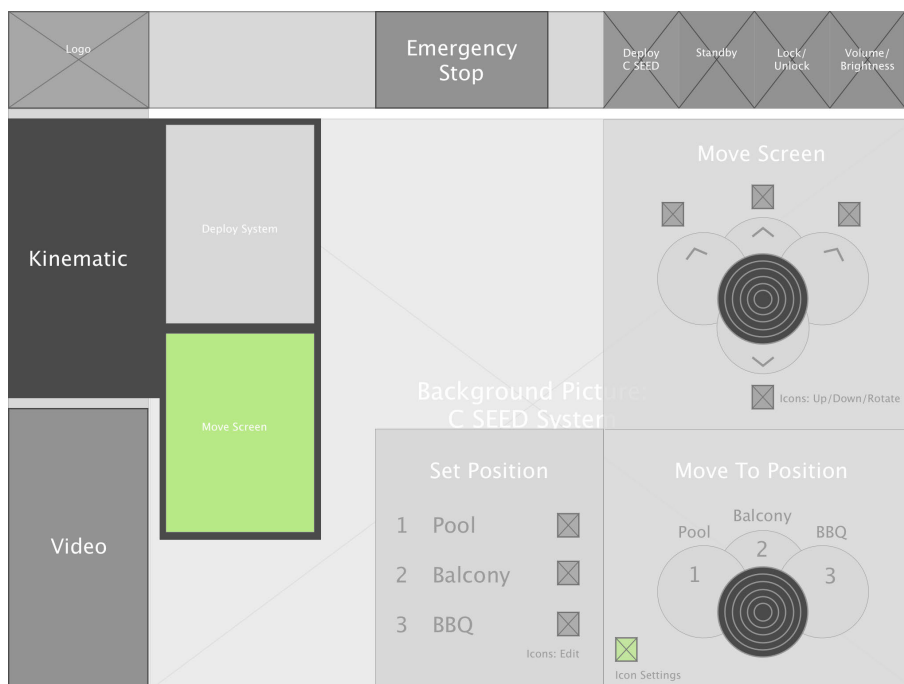 Logo
Emergency
Stop
Deploy
C SEED
Standby
Lock/
Unlock
Volume/
Brightness
Kinematic
Deploy System
Move Screen
Video
Background Picture:
C SEED System
Move Screen
Icons: Up/Down/Rotate
Set Position
1 Pool
2 Balcony
3 BBQ
Icons: Edit
Move To Position
Balcony
Pool
BBQ
2
1
3
Icon Settings